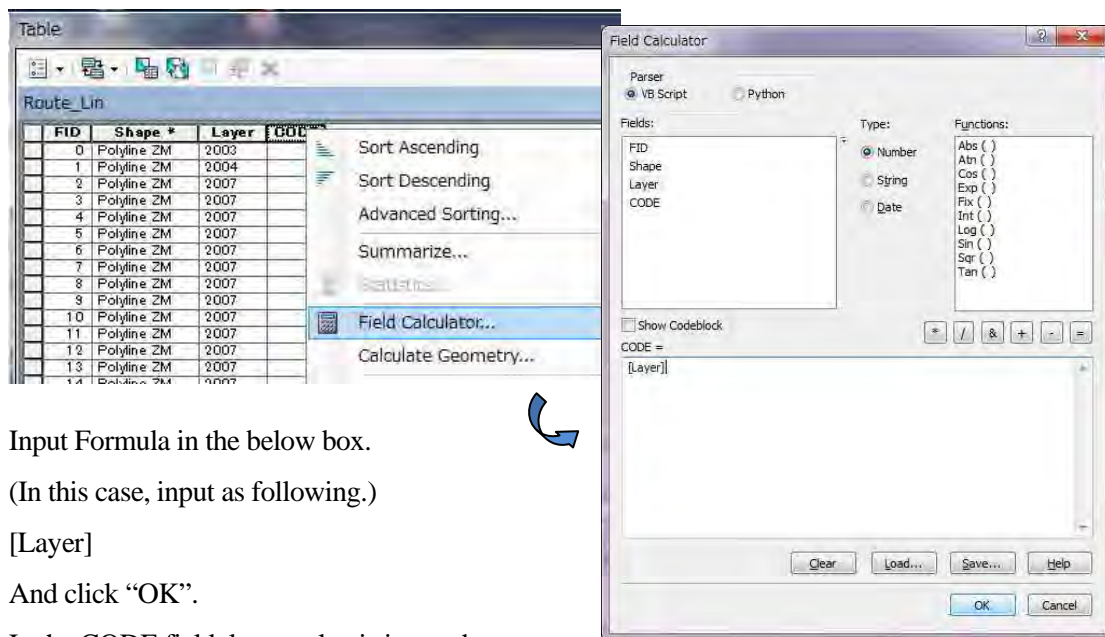 Table
Route_Lin
FID Shape * Layer COD
0 Polyline ZM 2003
1 Polyline ZM 2004
2 Polyline ZM 2007
3 Polyline ZM 2007
4 Polyline ZM 2007
5 Polyline ZM 2007
6 Polyline ZM 2007
7 Polyline ZM 2007
8 Polyline ZM 2007
9 Polyline ZM 2007
10 Polyline ZM 2007
11 Polyline ZM 2007
12 Polyline ZM 2007
13 Polyline ZM 2007
14 Polyline ZM 2007
Sort Ascending
Sort Descending
Advanced Sorting...
Summarize...
Statistics...
Field Calculator...
Calculate Geometry...
Field Calculator
Parser
VB Script Python
Fields: Type: Functions:
FID
Shape
Layer
CODE
Number
String
Date
Abs ( )
Atn ( )
Cos ( )
Exp ( )
Fix ( )
Int ( )
Log ( )
Sin ( )
Sqr ( )
Tan ( )
Show Codeblock
* / & + - =
CODE =
[Layer]
Clear Load... Save... Help
OK Cancel
Input Formula in the below box.
(In this case, input as following.)
[Layer]
And click “OK”.